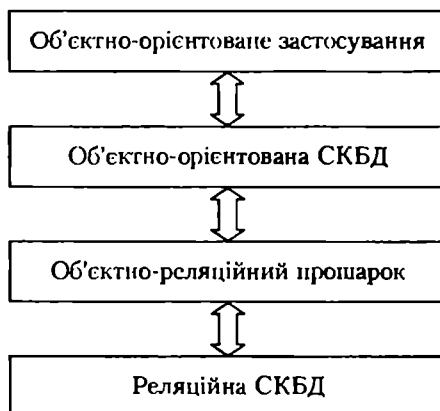 Об'єктно-орієнтоване застосування
Об'єктно-орієнтована СКБД
Об'єктно-реляційний прошарок
Реляційна СКБД